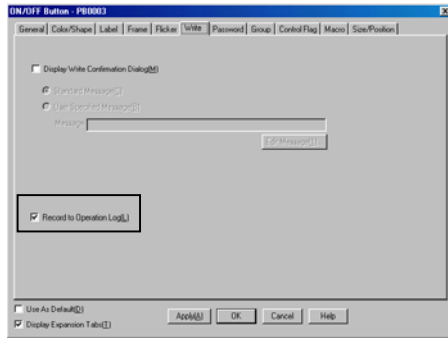 ON/OFF Button - PB0003
General Color/Shape Label Frame Flicker Write Password Group Control Flag Macro Size/Position
Display Write Confirmation Dialog(M)
Standard Message(S)
User Specified Message(R)
Message
Edit Message(I)...
Record to Operation Log(L)
Use As Default(D)
Display Expansion Tabs(T)
Apply(A) OK Cancel Help